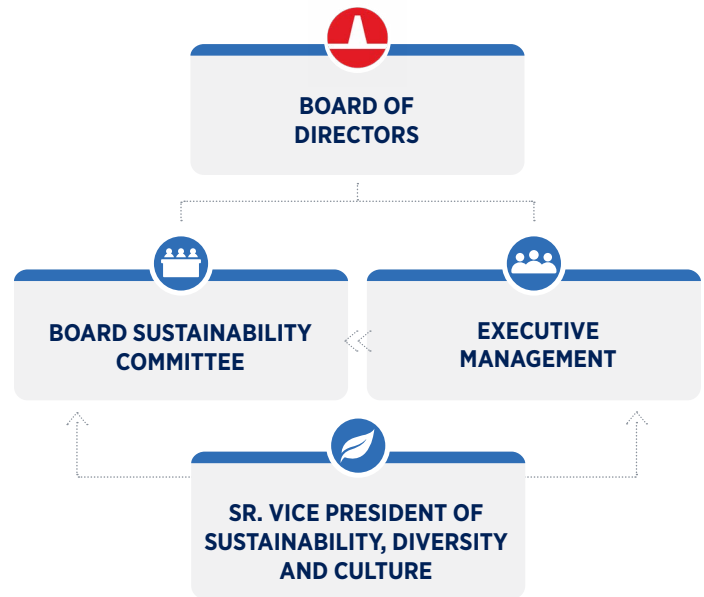 BOARD OF
DIRECTORS
BOARD SUSTAINABILITY
COMMITTEE
EXECUTIVE
MANAGEMENT
SR. VICE PRESIDENT OF
SUSTAINABILITY, DIVERSITY
AND CULTURE